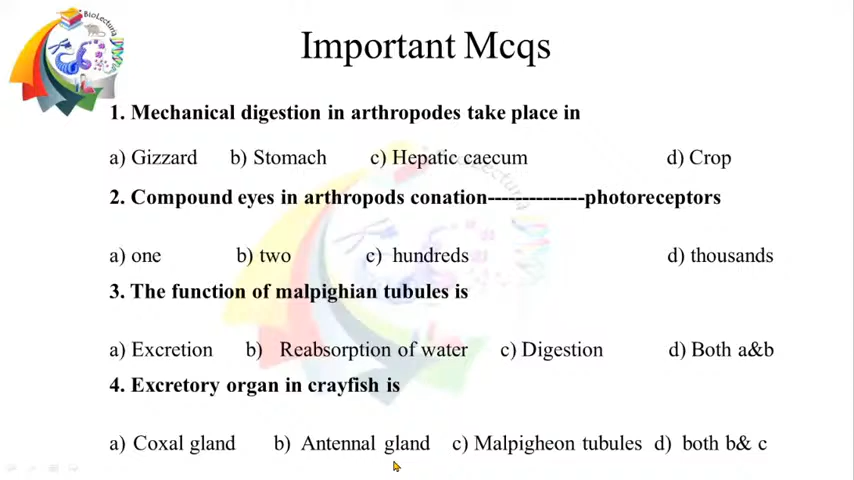 BioLecturia
Important Mcqs
1. Mechanical digestion in arthropodes take place in
a) Gizzard b) Stomach c) Hepatic caecum d) Crop
2. Compound eyes in arthropods conation--------------photoreceptors
a) one b) two c) hundreds d) thousands
3. The function of malpighian tubules is
a) Excretion b) Reabsorption of water c) Digestion d) Both a&b
4. Excretory organ in crayfish is
a) Coxal gland b) Antennal gland c) Malpigheon tubules d) both b& c